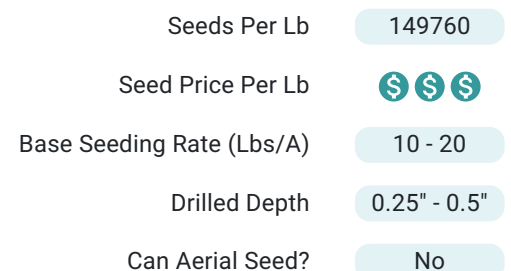 Seeds Per Lb 149760
Seed Price Per Lb $ $ $
Base Seeding Rate (Lbs/A) 10 - 20
Drilled Depth 0.25" - 0.5"
Can Aerial Seed? No